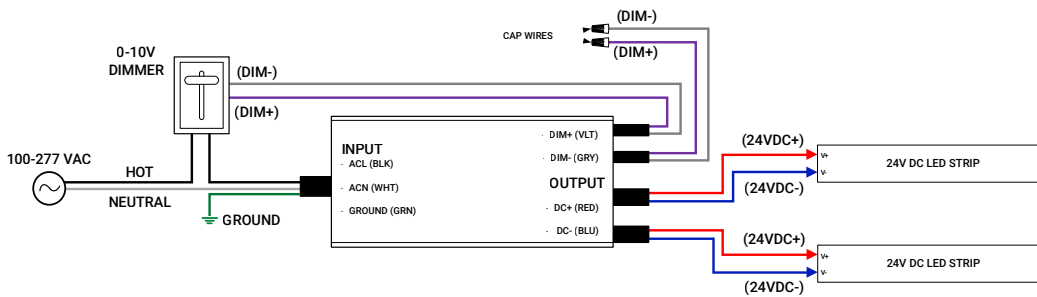 (DIM-)
CAP WIRES
(DIM+)
0-10V
DIMMER
(DIM-)
(DIM+)
100-277 VAC
HOT
NEUTRAL
GROUND
INPUT
- ACL (BLK)
- ACN (WHT)
- GROUND (GRN)
- DIM+ (VLT)
- DIM- (GRY)
OUTPUT
- DC+ (RED)
- DC- (BLU)
(24VDC+)
(24VDC-)
V+
V-
24V DC LED STRIP
(24VDC+)
(24VDC-)
V+
V-
24V DC LED STRIP